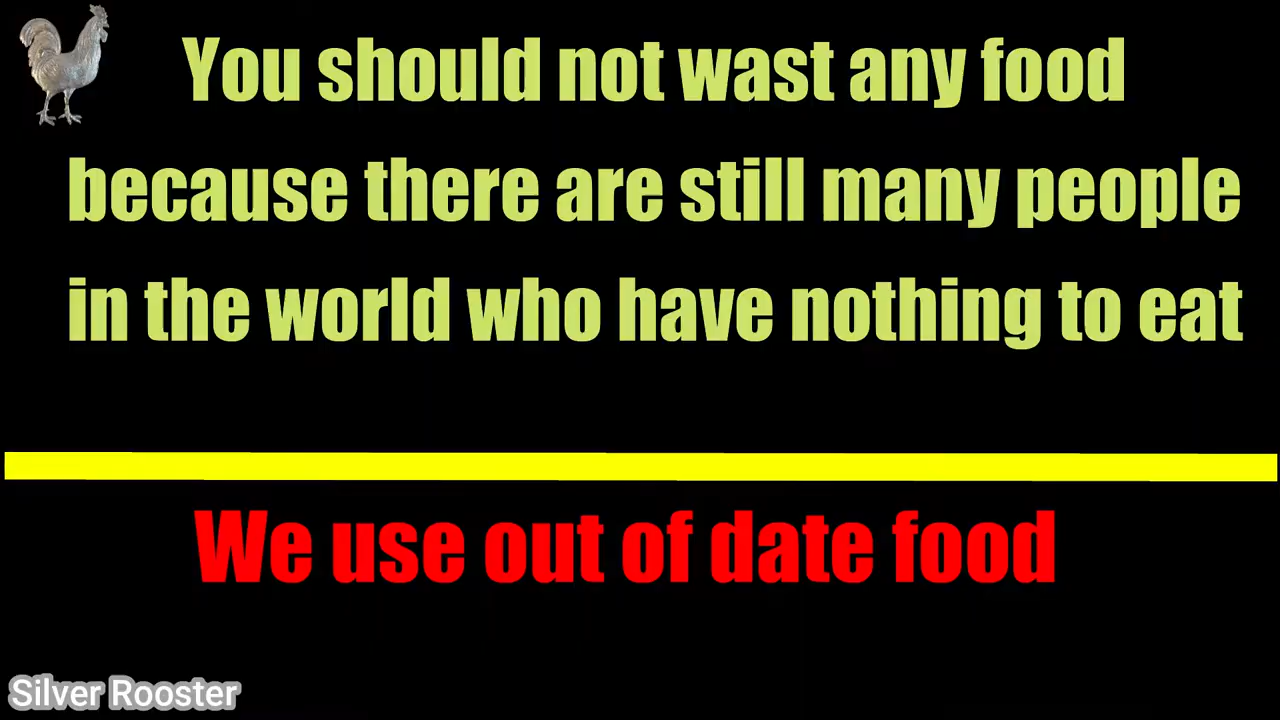 You should not wast any food
because there are still many people
in the world who have nothing to eat
We use out of date food
Silver Rooster